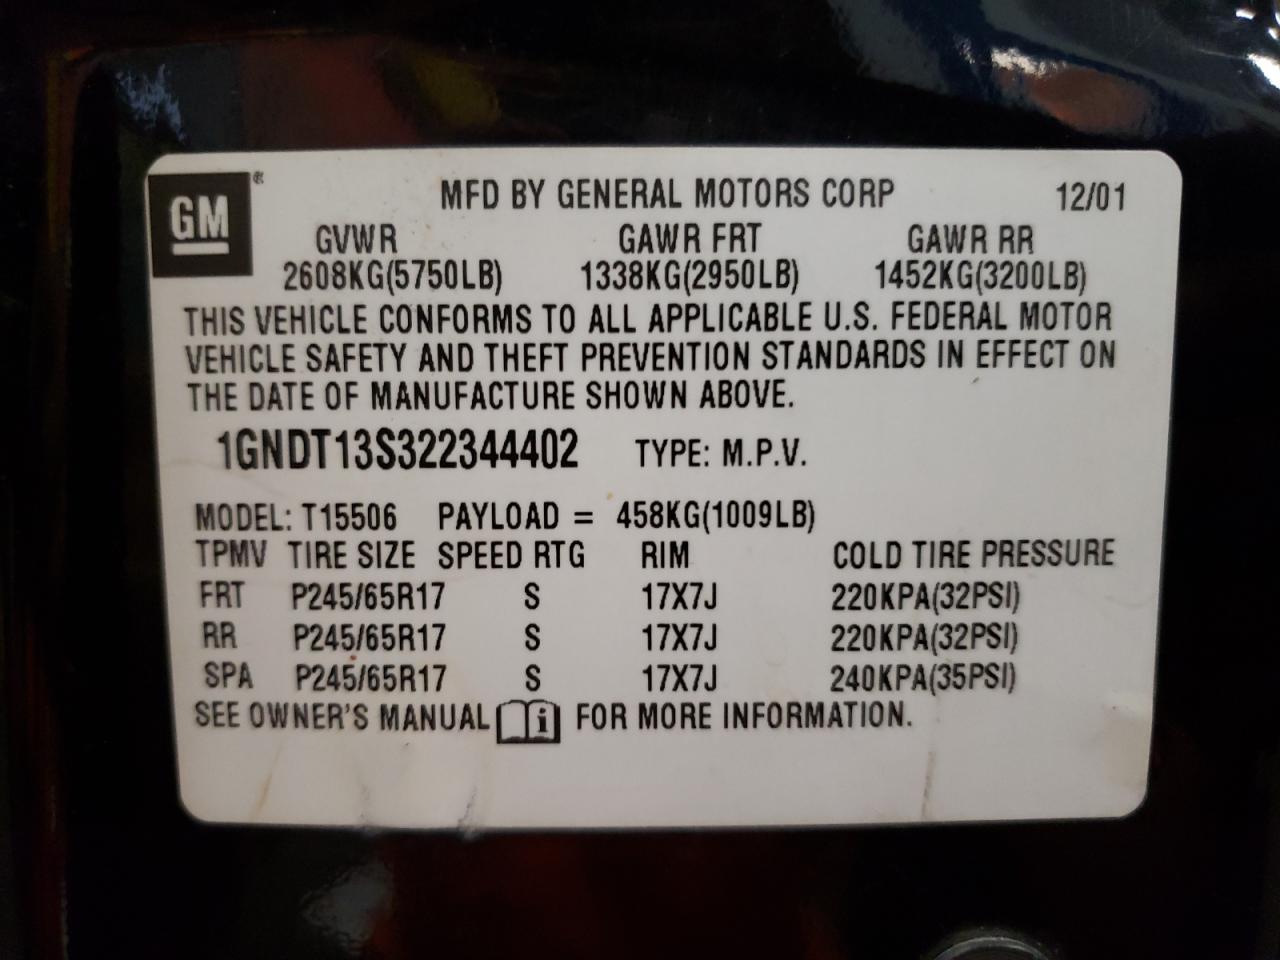 GM ®
MFD BY GENERAL MOTORS CORP 12/01
GVWR GAWR FRT GAWR RR
2608KG(5750LB) 1338KG(2950LB) 1452KG(3200LB)
THIS VEHICLE CONFORMS TO ALL APPLICABLE U.S. FEDERAL MOTOR
VEHICLE SAFETY AND THEFT PREVENTION STANDARDS IN EFFECT ON
THE DATE OF MANUFACTURE SHOWN ABOVE.
1GNDT13S322344402 TYPE: M.P.V.
MODEL: T15506 PAYLOAD = 458KG(1009LB)
TPMV TIRE SIZE SPEED RTG RIM COLD TIRE PRESSURE
FRT P245/65R17 S 17X7J 220KPA(32PSI)
RR P245/65R17 S 17X7J 220KPA(32PSI)
SPA P245/65R17 S 17X7J 240KPA(35PSI)
SEE OWNER'S MANUAL i FOR MORE INFORMATION.